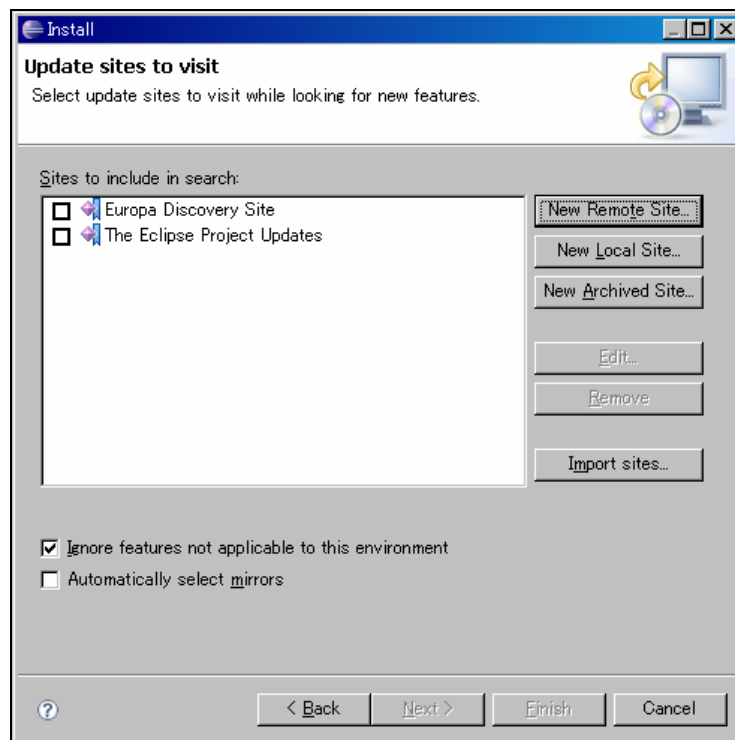 Install
Update sites to visit
Select update sites to visit while looking for new features.
Sites to include in search:
Europa Discovery Site
The Eclipse Project Updates
New Remote Site...
New Local Site...
New Archived Site...
Edit...
Remove
Import sites...
Ignore features not applicable to this environment
Automatically select mirrors
?
< Back
Next >
Finish
Cancel